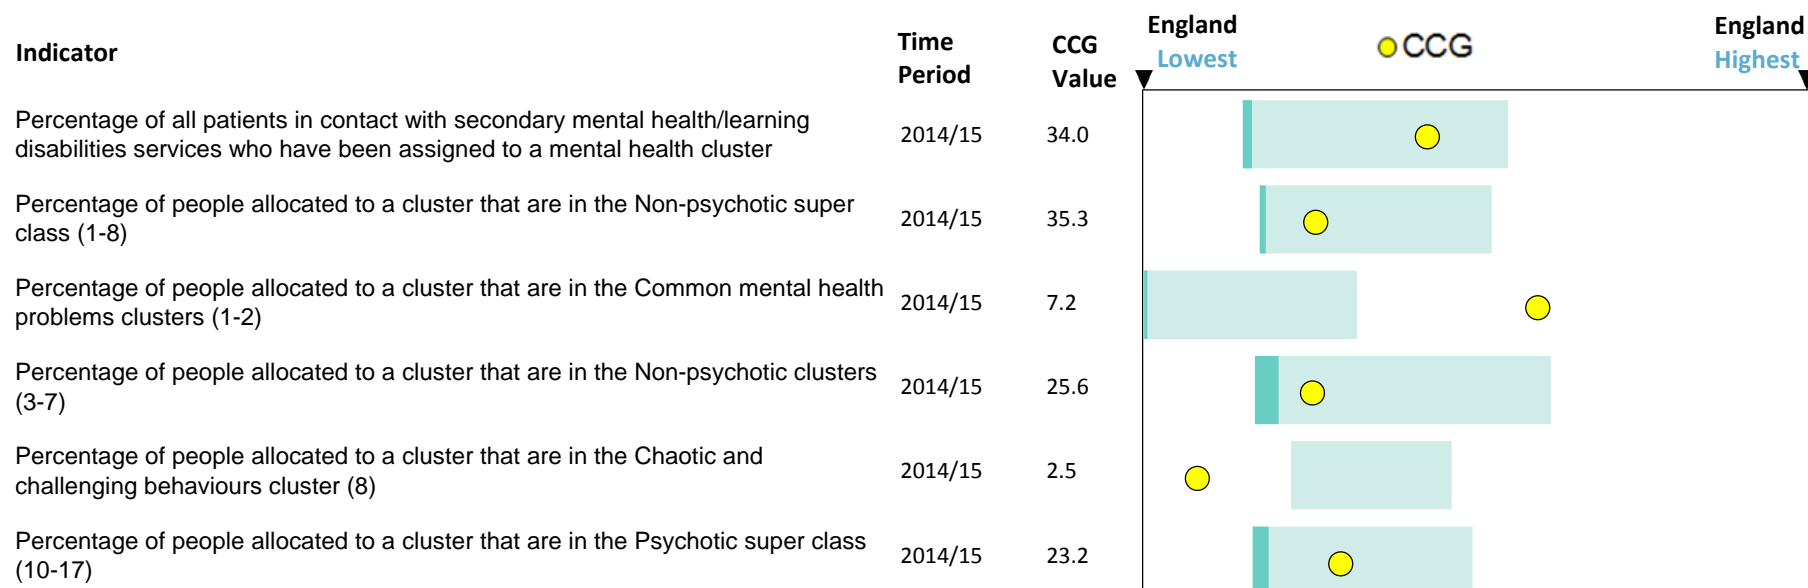 Indicator
Time
Period
CCG
Value
England
Lowest
CCG
England
Highest
Percentage of all patients in contact with secondary mental health/learning
disabilities services who have been assigned to a mental health cluster
2014/15
34.0
Percentage of people allocated to a cluster that are in the Non-psychotic super
class (1-8)
2014/15
35.3
Percentage of people allocated to a cluster that are in the Common mental health
problems clusters (1-2)
2014/15
7.2
Percentage of people allocated to a cluster that are in the Non-psychotic clusters
(3-7)
2014/15
25.6
Percentage of people allocated to a cluster that are in the Chaotic and
challenging behaviours cluster (8)
2014/15
2.5
Percentage of people allocated to a cluster that are in the Psychotic super class
(10-17)
2014/15
23.2